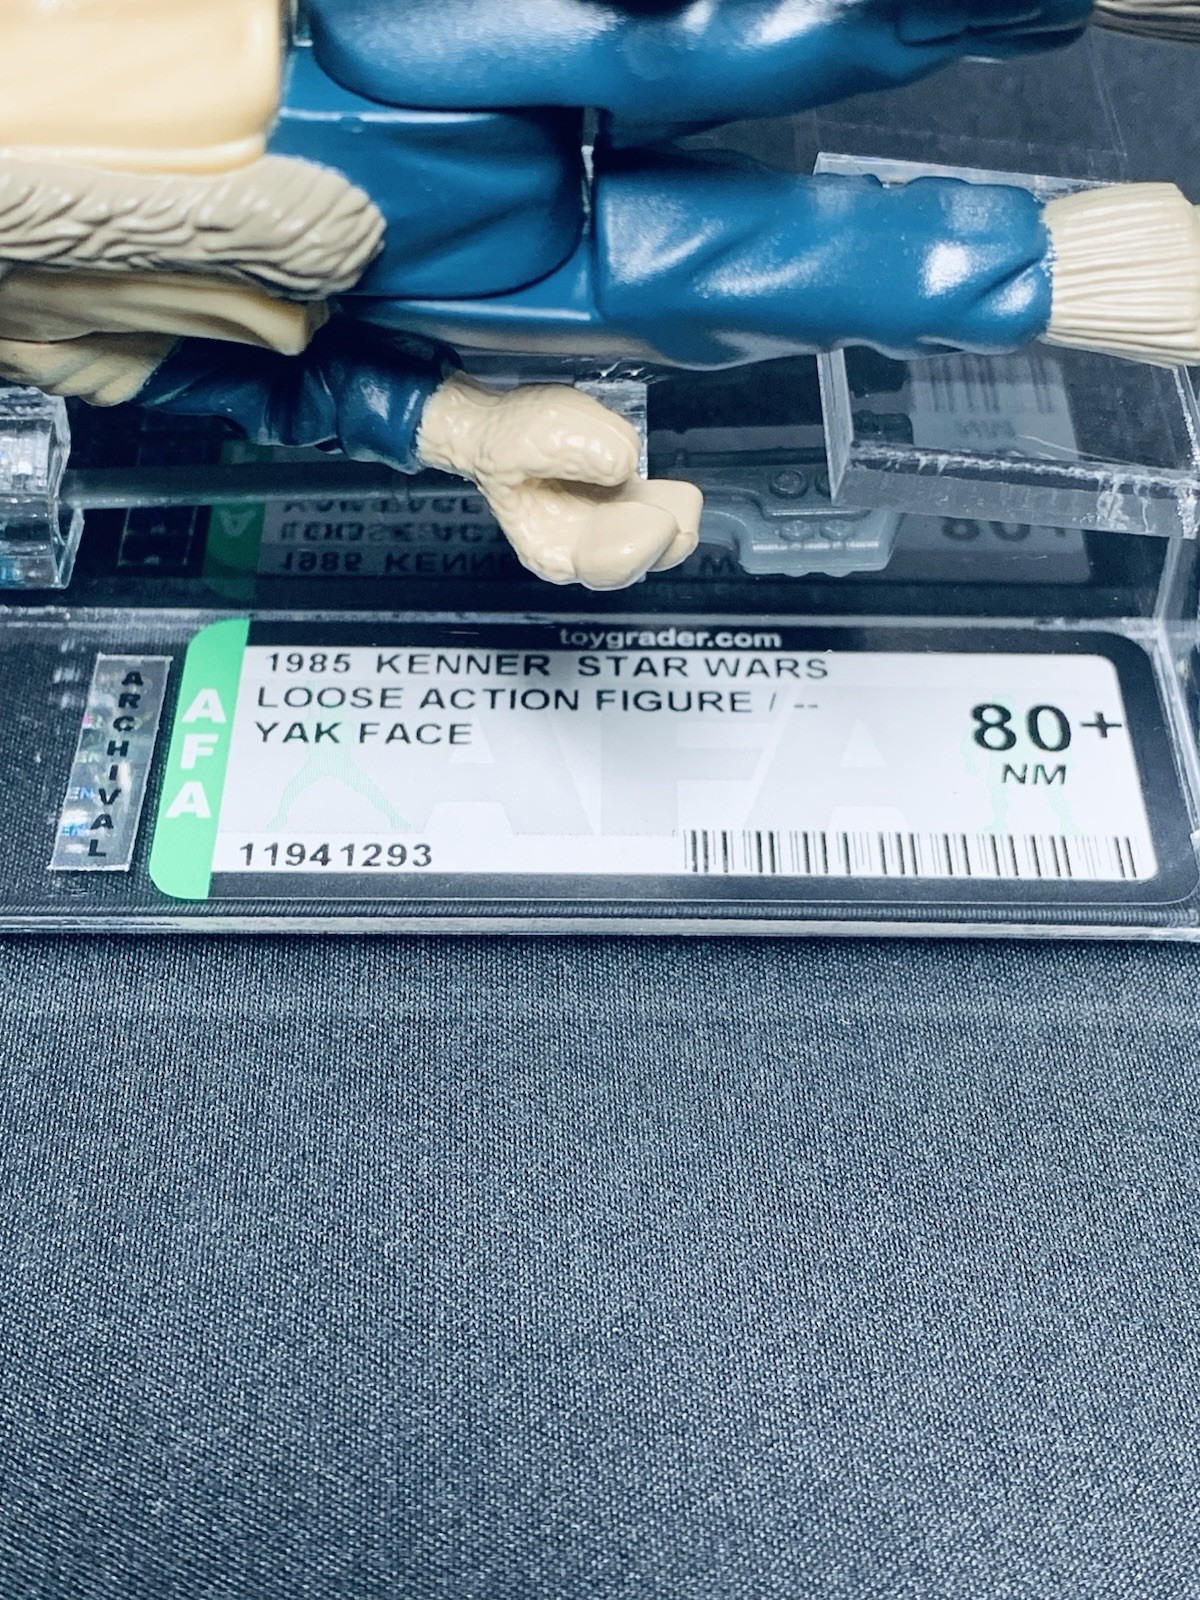 toygrader.com
ARCHIVAL
AFA
1985 KENNER STAR WARS
LOOSE ACTION FIGURE / --
YAK FACE
80+
NM
11941293